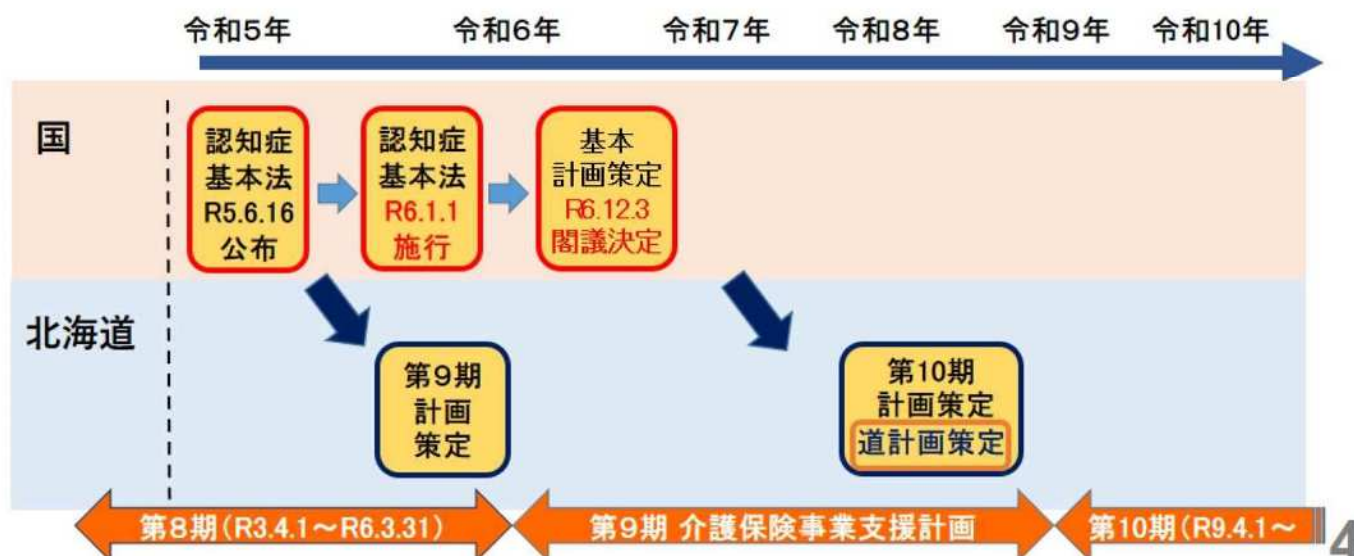 令和5年 令和6年 令和7年 令和8年 令和9年 令和10年
国
認知症
基本法
R5.6.16
公布
認知症
基本法
R6.1.1
施行
基本
計画策定
R6.12.3
閣議決定
北海道
第9期
計画
策定
第10期
計画策定
道計画策定
第8期(R3.4.1～R6.3.31)
第9期 介護保険事業支援計画
第10期(R9.4.1～
4